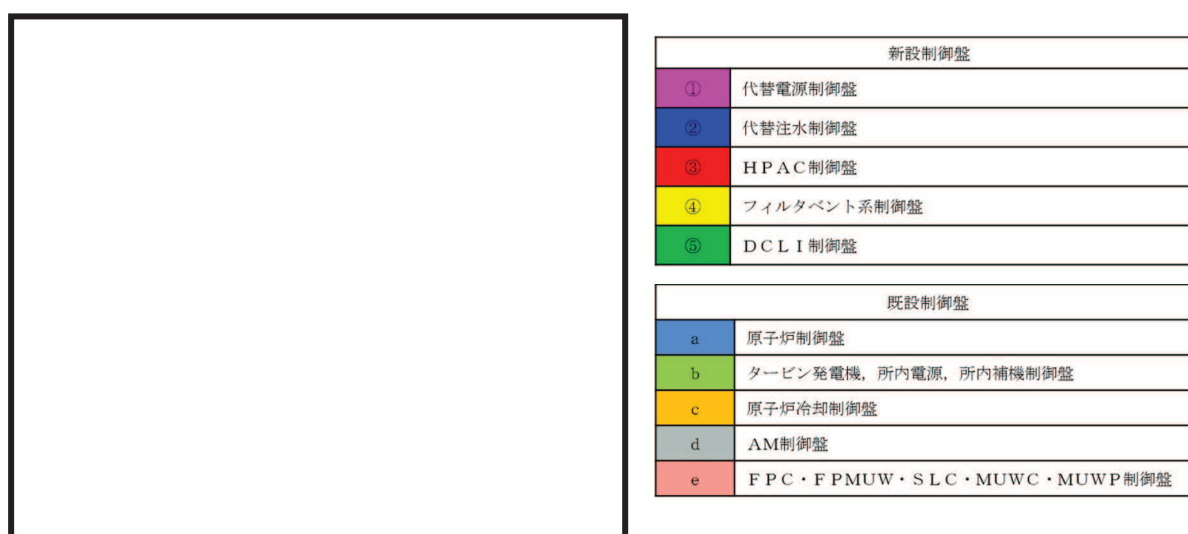 新設制御盤
① 代替電源制御盤
② 代替注水制御盤
③ ＨＰＡＣ制御盤
④ フィルタベント系制御盤
⑤ ＤＣＬＩ制御盤
既設制御盤
a 原子炉制御盤
b タービン発電機，所内電源，所内補機制御盤
c 原子炉冷却制御盤
d AM制御盤
e ＦＰＣ・ＦＰＭＵＷ・ＳＬＣ・ＭＵＷＣ・ＭＵＷＰ制御盤